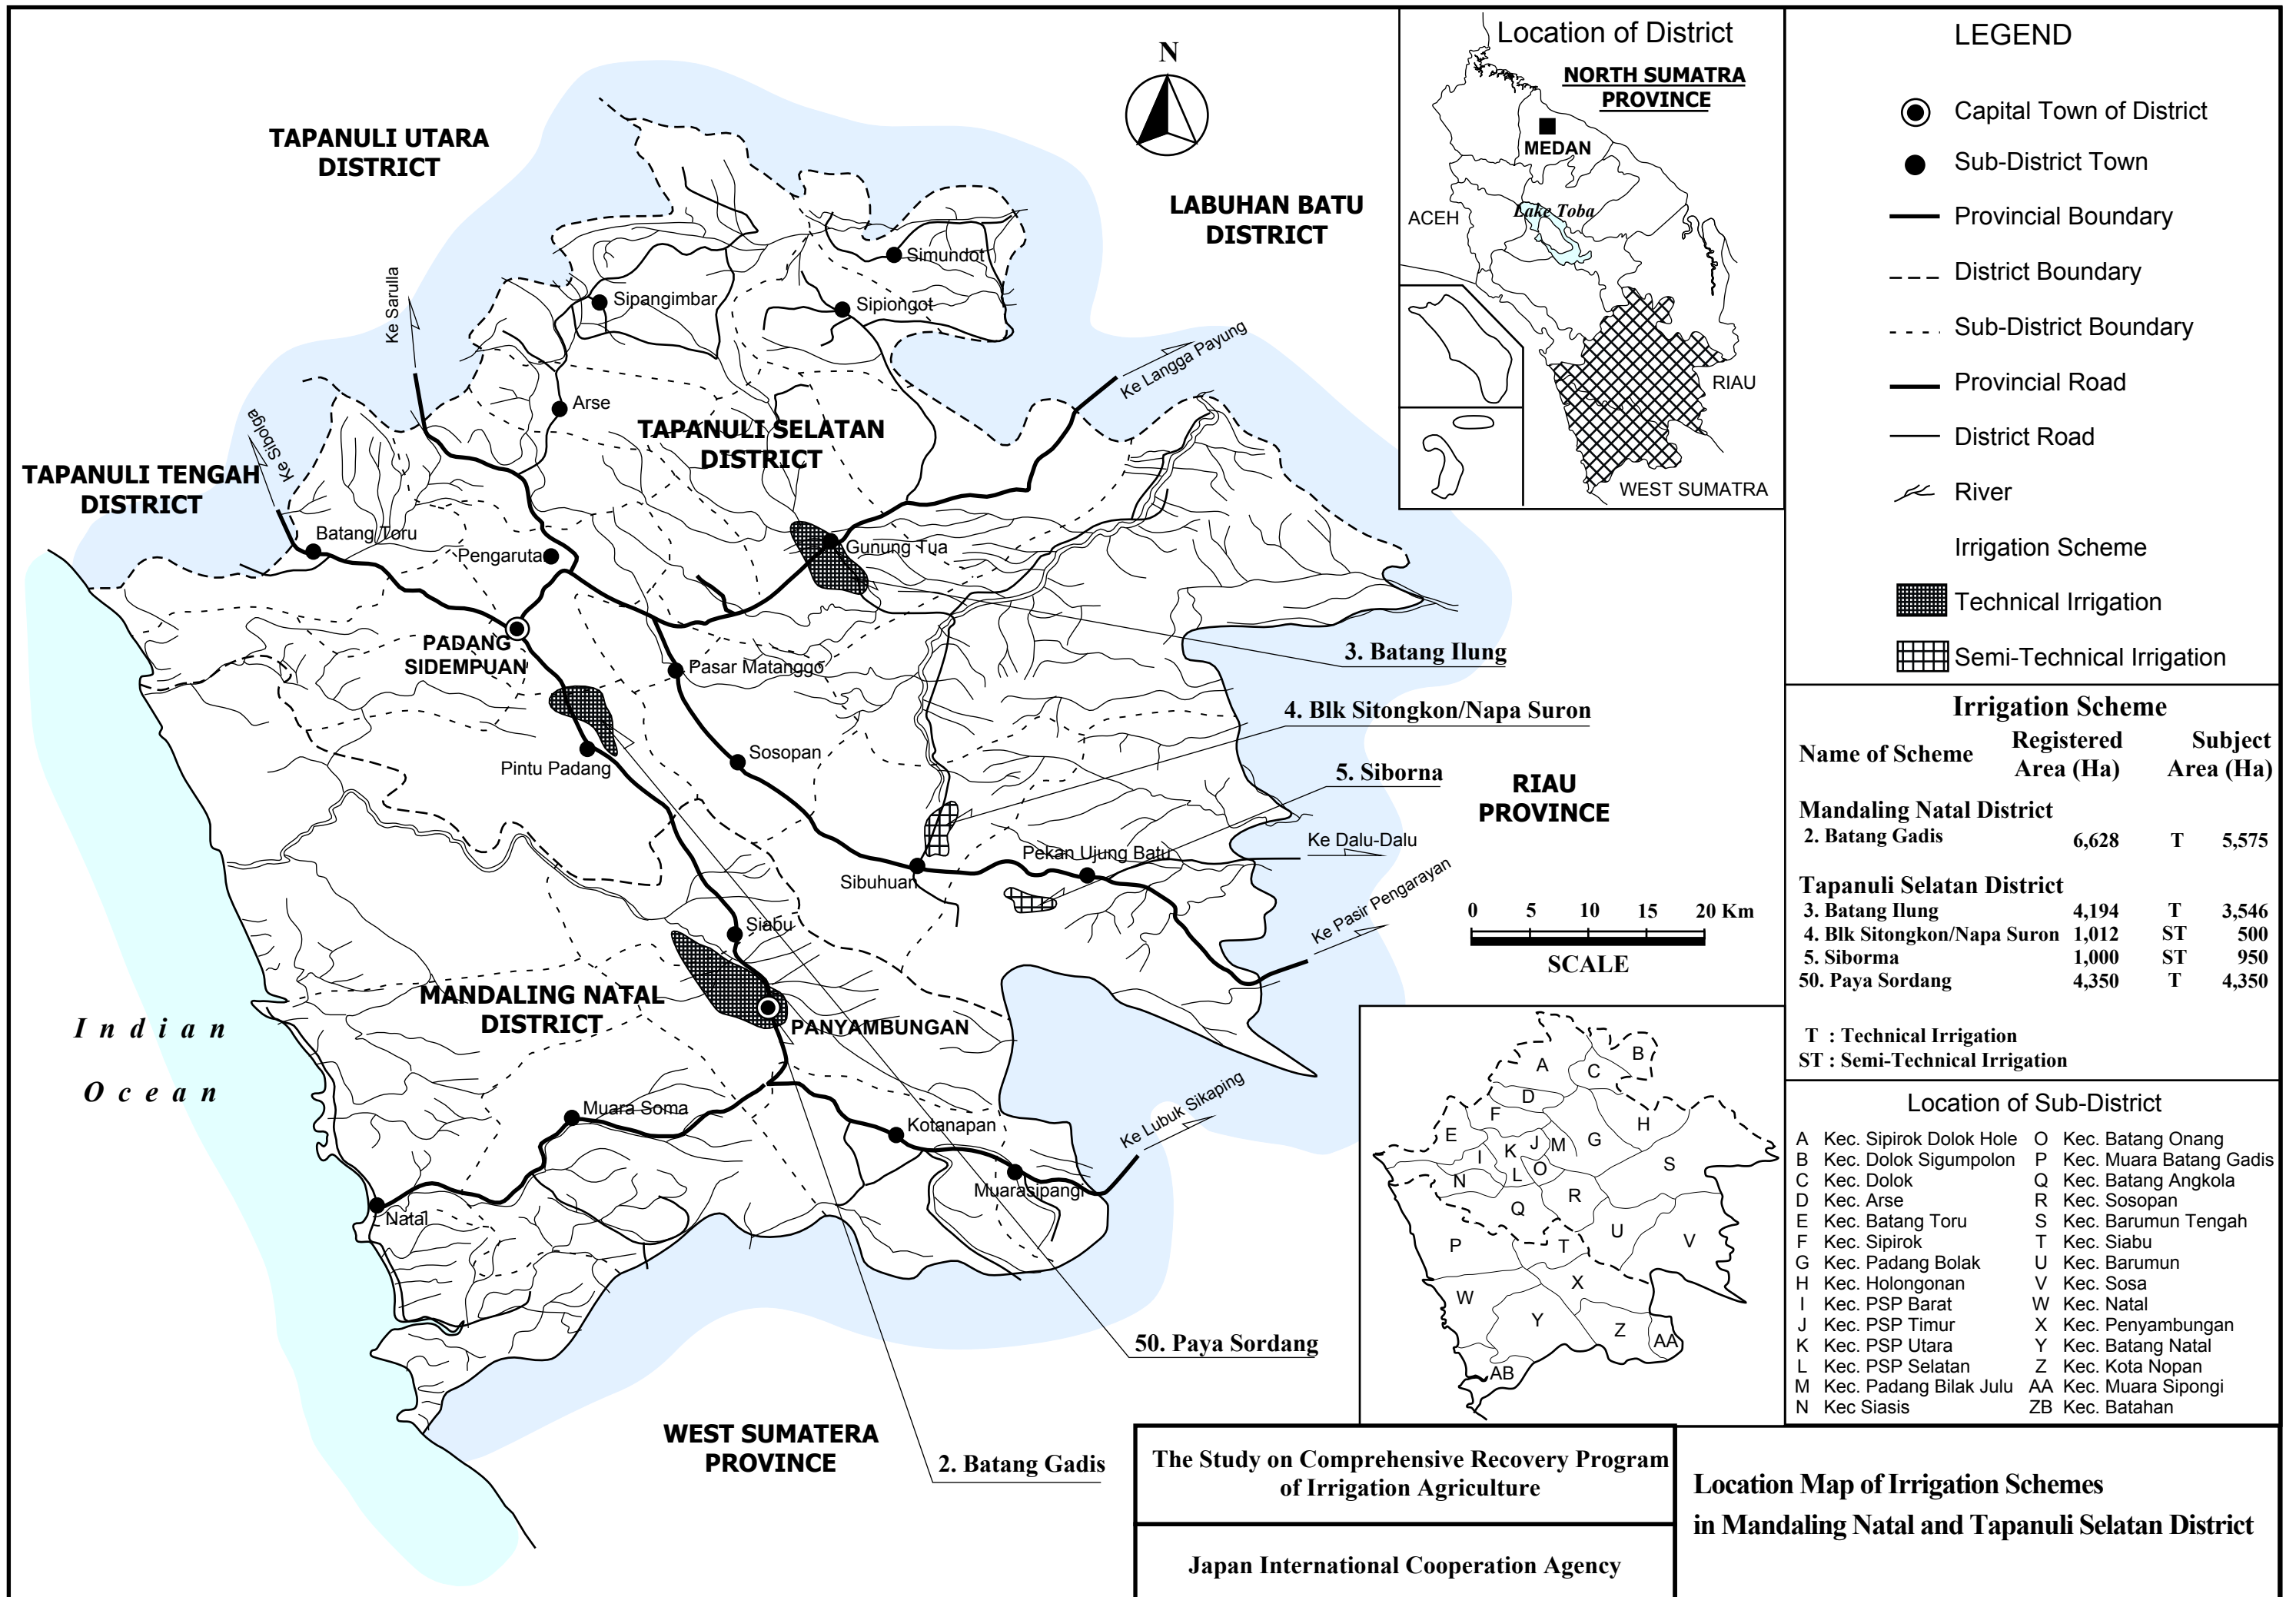 N
TAPANULI UTARA
DISTRICT
LABUHAN BATU
DISTRICT
TAPANULI TENGAH
DISTRICT
TAPANULI SELATAN
DISTRICT
MANDALING NATAL
DISTRICT
RIAU
PROVINCE
WEST SUMATERA
PROVINCE
Indian
Ocean
Ke Sarulla
Ke Sibolga
Ke Langga Payung
Ke Dalu-Dalu
Ke Pasir Pengarayan
Ke Lubuk Sikaping
Simundot
Sipangimbar
Sipiongot
Arse
Batang Toru
Pengaruta
Gunung Tua
PADANG
SIDEMPUAN
Pasar Matanggo
Pintu Padang
Sosopan
Sibuhuan
Pekan Ujung Batu
Siabu
PANYAMBUNGAN
Muara Soma
Kotanapan
Muarasipangi
Natal
3. Batang Ilung
4. Blk Sitongkon/Napa Suron
5. Siborna
50. Paya Sordang
2. Batang Gadis
0 5 10 15 20 Km
SCALE
Location of District
NORTH SUMATRA
PROVINCE
MEDAN
ACEH
Lake Toba
RIAU
WEST SUMATRA
LEGEND
Capital Town of District
Sub-District Town
Provincial Boundary
District Boundary
Sub-District Boundary
Provincial Road
District Road
River
Irrigation Scheme
Technical Irrigation
Semi-Technical Irrigation
Irrigation Scheme
Name of Scheme Registered Area (Ha) Subject Area (Ha)
Mandaling Natal District
2. Batang Gadis 6,628 T 5,575
Tapanuli Selatan District
3. Batang Ilung 4,194 T 3,546
4. Blk Sitongkon/Napa Suron 1,012 ST 500
5. Siborma 1,000 ST 950
50. Paya Sordang 4,350 T 4,350
T : Technical Irrigation
ST : Semi-Technical Irrigation
A
B
C
D
F
E
H
G
J
M
K
I
L
O
N
S
R
Q
P
T
U
V
X
W
Y
Z
AA
AB
Location of Sub-District
A Kec. Sipirok Dolok Hole O Kec. Batang Onang
B Kec. Dolok Sigumpolon P Kec. Muara Batang Gadis
C Kec. Dolok Q Kec. Batang Angkola
D Kec. Arse R Kec. Sosopan
E Kec. Batang Toru S Kec. Barumun Tengah
F Kec. Sipirok T Kec. Siabu
G Kec. Padang Bolak U Kec. Barumun
H Kec. Holongonan V Kec. Sosa
I Kec. PSP Barat W Kec. Natal
J Kec. PSP Timur X Kec. Penyambungan
K Kec. PSP Utara Y Kec. Batang Natal
L Kec. PSP Selatan Z Kec. Kota Nopan
M Kec. Padang Bilak Julu AA Kec. Muara Sipongi
N Kec Siasis ZB Kec. Batahan
The Study on Comprehensive Recovery Program
of Irrigation Agriculture
Japan International Cooperation Agency
Location Map of Irrigation Schemes
in Mandaling Natal and Tapanuli Selatan District